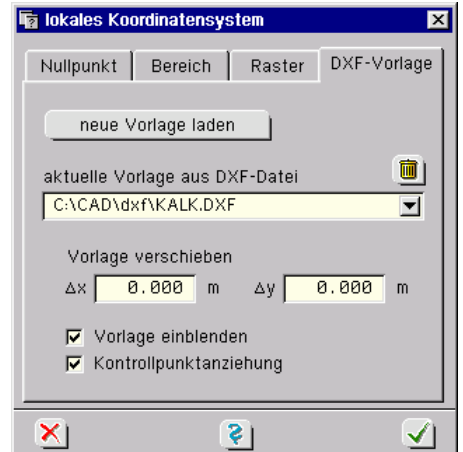 lokales Koordinatensystem
Nullpunkt Bereich Raster DXF-Vorlage
neue Vorlage laden
aktuelle Vorlage aus DXF-Datei
C:\CAD\dxf\KALK.DXF
Vorlage verschieben
Δx 0.000 m Δy 0.000 m
Vorlage einblenden
Kontrollpunktanziehung